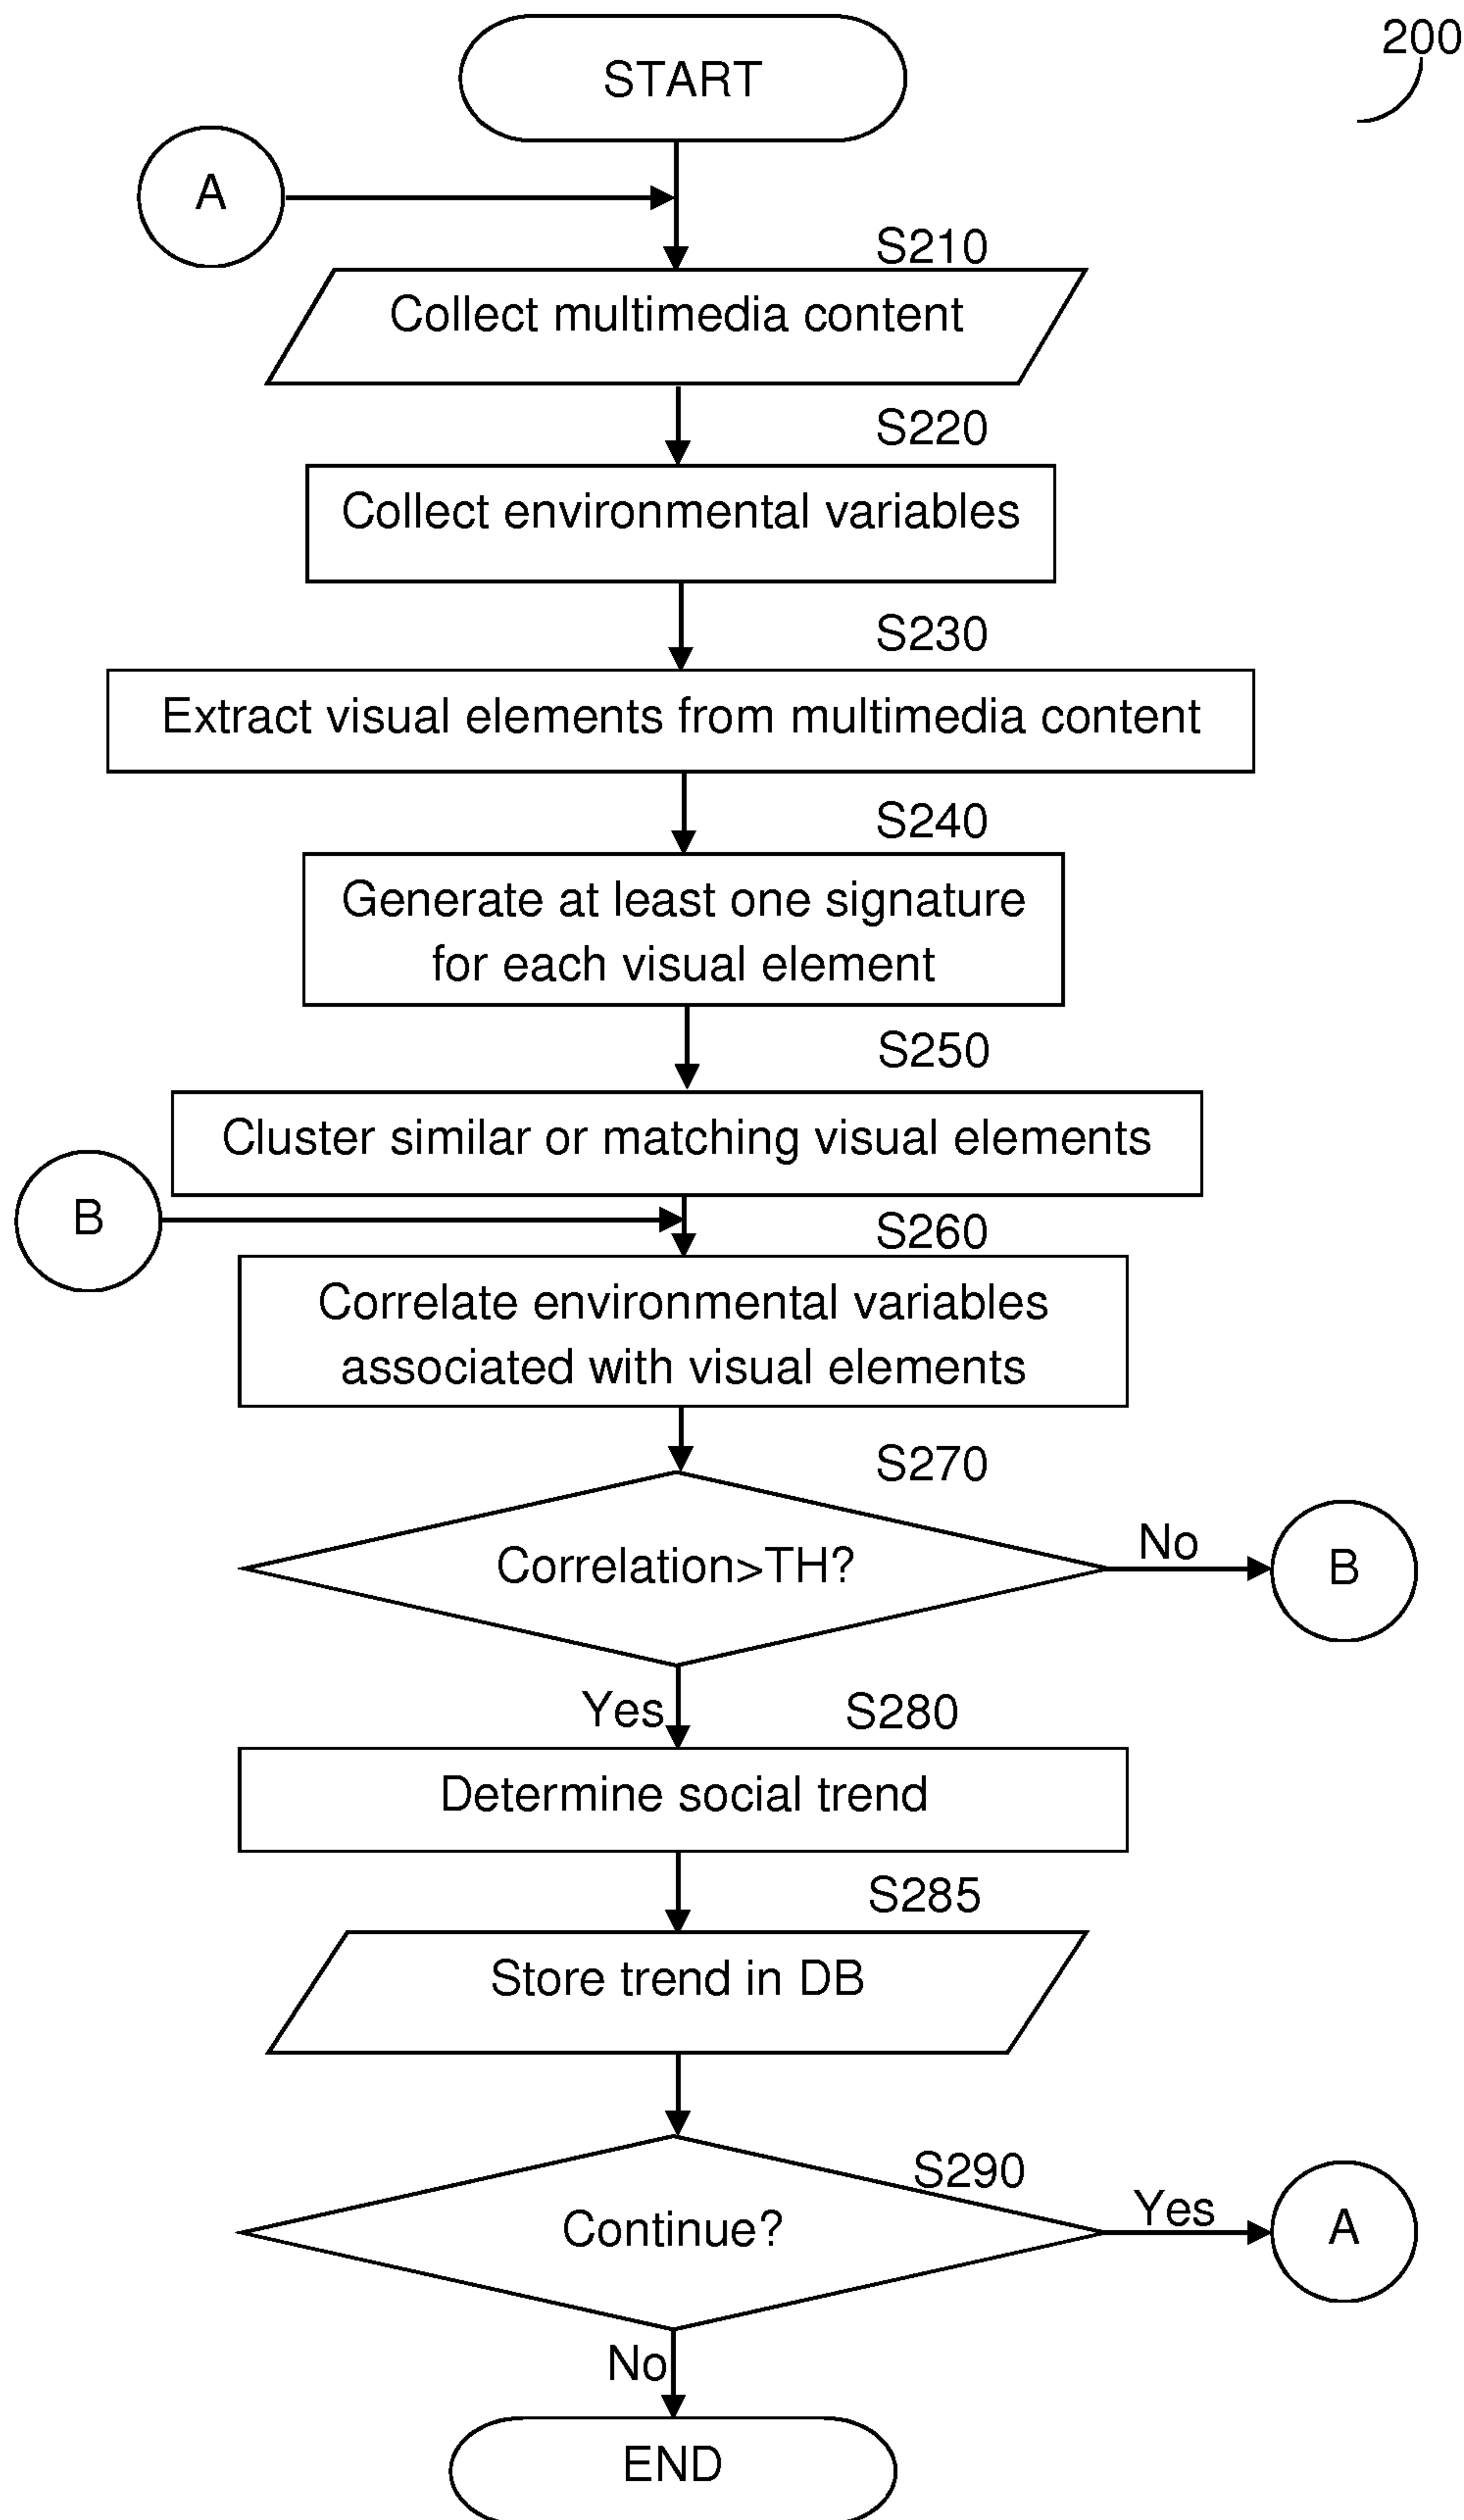 200
START
A
S210
Collect multimedia content
S220
Collect environmental variables
S230
Extract visual elements from multimedia content
S240
Generate at least one signature
for each visual element
S250
Cluster similar or matching visual elements
B
S260
Correlate environmental variables
associated with visual elements
S270
Correlation>TH?
No
B
Yes
S280
Determine social trend
S285
Store trend in DB
S290
Continue?
Yes
A
No
END